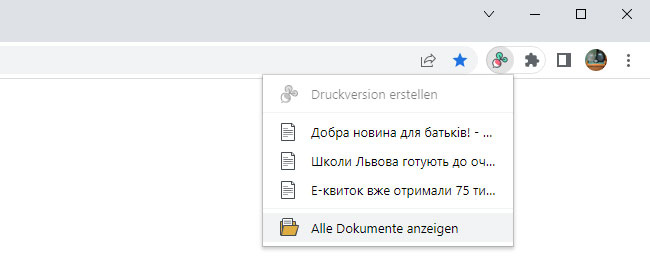 Druckversion erstellen
Добра новина для батьків! - ...
Школи Львова готують до оч...
Е-квиток вже отримали 75 ти...
Alle Dokumente anzeigen